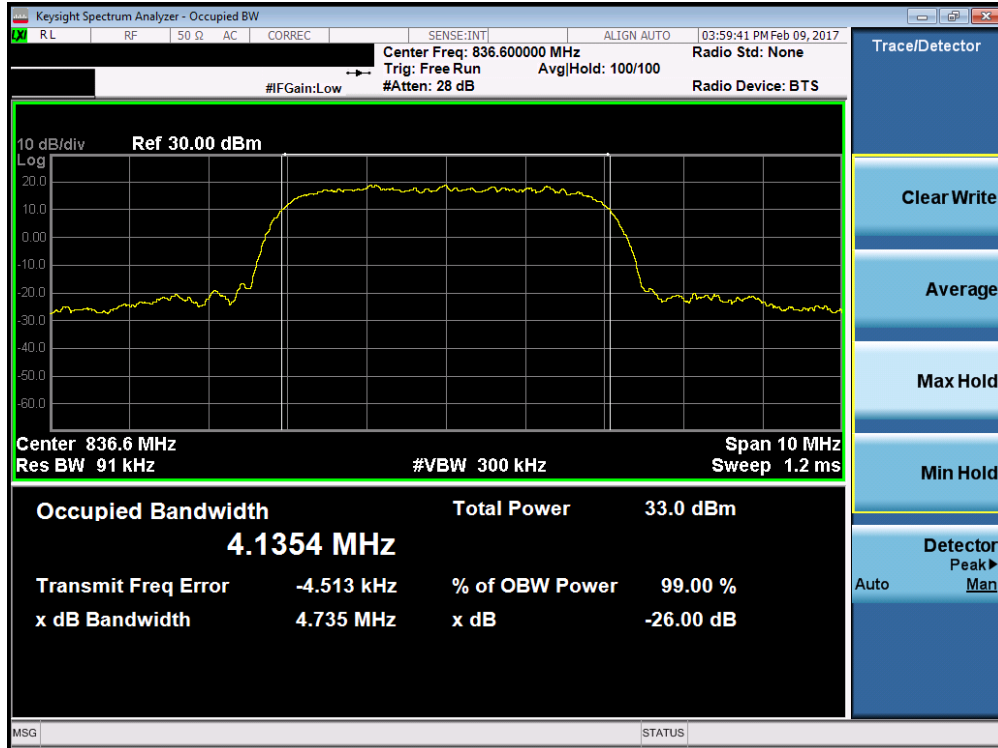 Keysight Spectrum Analyzer - Occupied BW
LXI RL RF 50 Ω AC CORREC SENSE:INT ALIGN AUTO 03:59:41 PM Feb 09, 2017
Center Freq: 836.600000 MHz Radio Std: None
Trig: Free Run Avg|Hold: 100/100
#IFGain:Low #Atten: 28 dB Radio Device: BTS
Trace/Detector
10 dB/div Ref 30.00 dBm
Log
20.0
10.0
0.00
-10.0
-20.0
-30.0
-40.0
-50.0
-60.0
Center 836.6 MHz Span 10 MHz
Res BW 91 kHz #VBW 300 kHz Sweep 1.2 ms
Occupied Bandwidth Total Power 33.0 dBm
4.1354 MHz
Transmit Freq Error -4.513 kHz % of OBW Power 99.00 %
x dB Bandwidth 4.735 MHz x dB -26.00 dB
Clear Write
Average
Max Hold
Min Hold
Detector
Peak▶
Auto Man
MSG STATUS